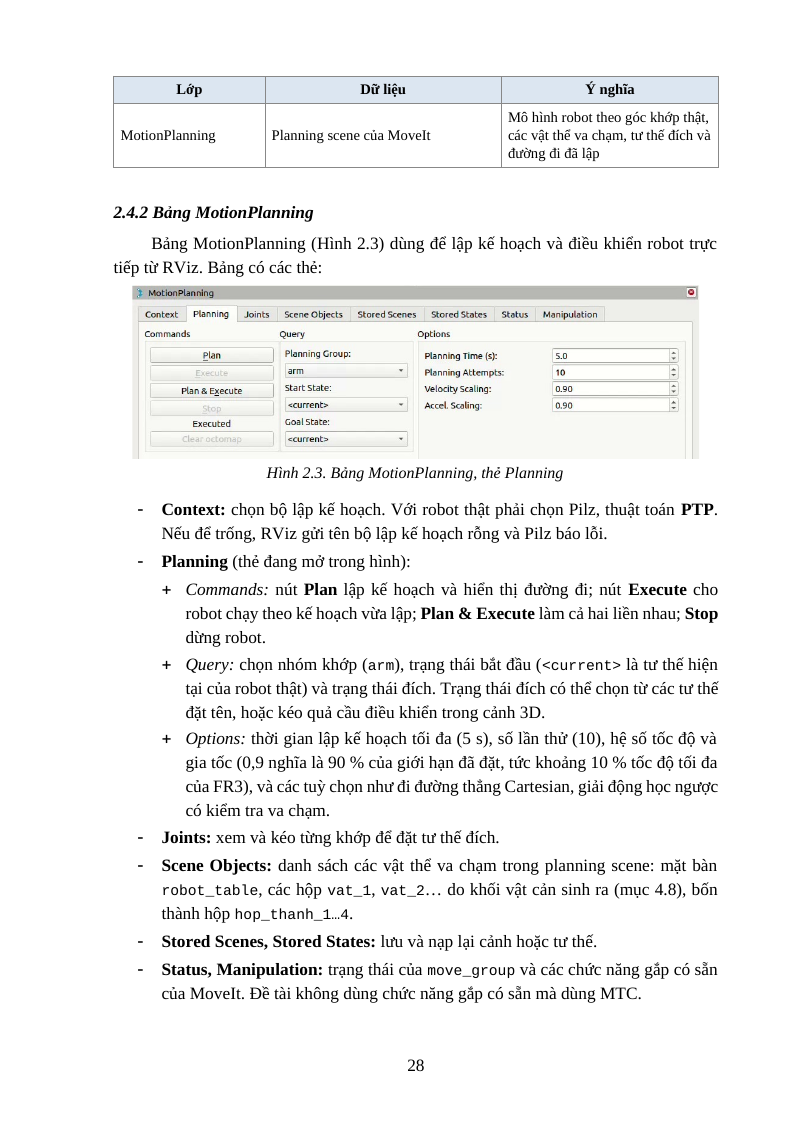 Lớp Dữ liệu Ý nghĩa
MotionPlanning Planning scene của MoveIt Mô hình robot theo góc khớp thật,
các vật thể va chạm, tư thế đích và
đường đi đã lập
2.4.2 Bảng MotionPlanning
Bảng MotionPlanning (Hình 2.3) dùng để lập kế hoạch và điều khiển robot trực
tiếp từ RViz. Bảng có các thẻ:
MotionPlanning
Context Planning Joints Scene Objects Stored Scenes Stored States Status Manipulation
Commands Query Options
Plan Planning Group: Planning Time (s): 5.0
Execute arm Planning Attempts: 10
Plan & Execute Start State: Velocity Scaling: 0.90
Stop <current> Accel. Scaling: 0.90
Executed Goal State:
Clear octomap <current>
Hình 2.3. Bảng MotionPlanning, thẻ Planning
- Context: chọn bộ lập kế hoạch. Với robot thật phải chọn Pilz, thuật toán PTP.
Nếu để trống, RViz gửi tên bộ lập kế hoạch rỗng và Pilz báo lỗi.
- Planning (thẻ đang mở trong hình):
+ Commands: nút Plan lập kế hoạch và hiển thị đường đi; nút Execute cho
robot chạy theo kế hoạch vừa lập; Plan & Execute làm cả hai liền nhau; Stop
dừng robot.
+ Query: chọn nhóm khớp (arm), trạng thái bắt đầu (<current> là tư thế hiện
tại của robot thật) và trạng thái đích. Trạng thái đích có thể chọn từ các tư thế
đặt tên, hoặc kéo quả cầu điều khiển trong cảnh 3D.
+ Options: thời gian lập kế hoạch tối đa (5 s), số lần thử (10), hệ số tốc độ và
gia tốc (0,9 nghĩa là 90 % của giới hạn đã đặt, tức khoảng 10 % tốc độ tối đa
của FR3), và các tuỳ chọn như đi đường thẳng Cartesian, giải động học ngược
có kiểm tra va chạm.
- Joints: xem và kéo từng khớp để đặt tư thế đích.
- Scene Objects: danh sách các vật thể va chạm trong planning scene: mặt bàn
robot_table, các hộp vat_1, vat_2… do khối vật cản sinh ra (mục 4.8), bốn
thành hộp hop_thanh_1…4.
- Stored Scenes, Stored States: lưu và nạp lại cảnh hoặc tư thế.
- Status, Manipulation: trạng thái của move_group và các chức năng gắp có sẵn
của MoveIt. Đề tài không dùng chức năng gắp có sẵn mà dùng MTC.
28